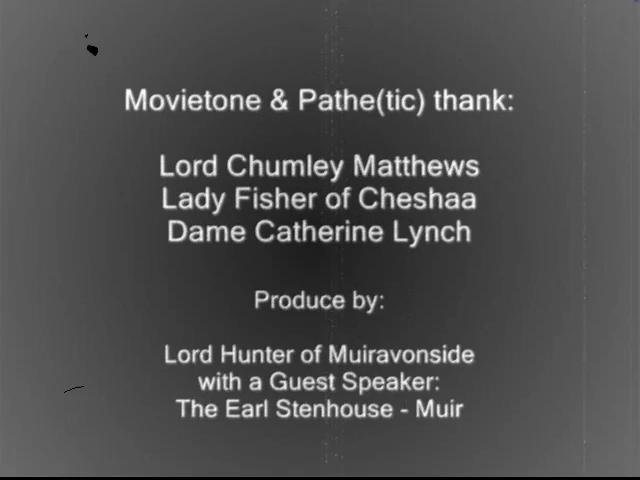 Movietone & Pathe(tic) thank:
Lord Chumley Matthews
Lady Fisher of Cheshaa
Dame Catherine Lynch
Produce by:
Lord Hunter of Muiravonside
with a Guest Speaker:
The Earl Stenhouse - Muir